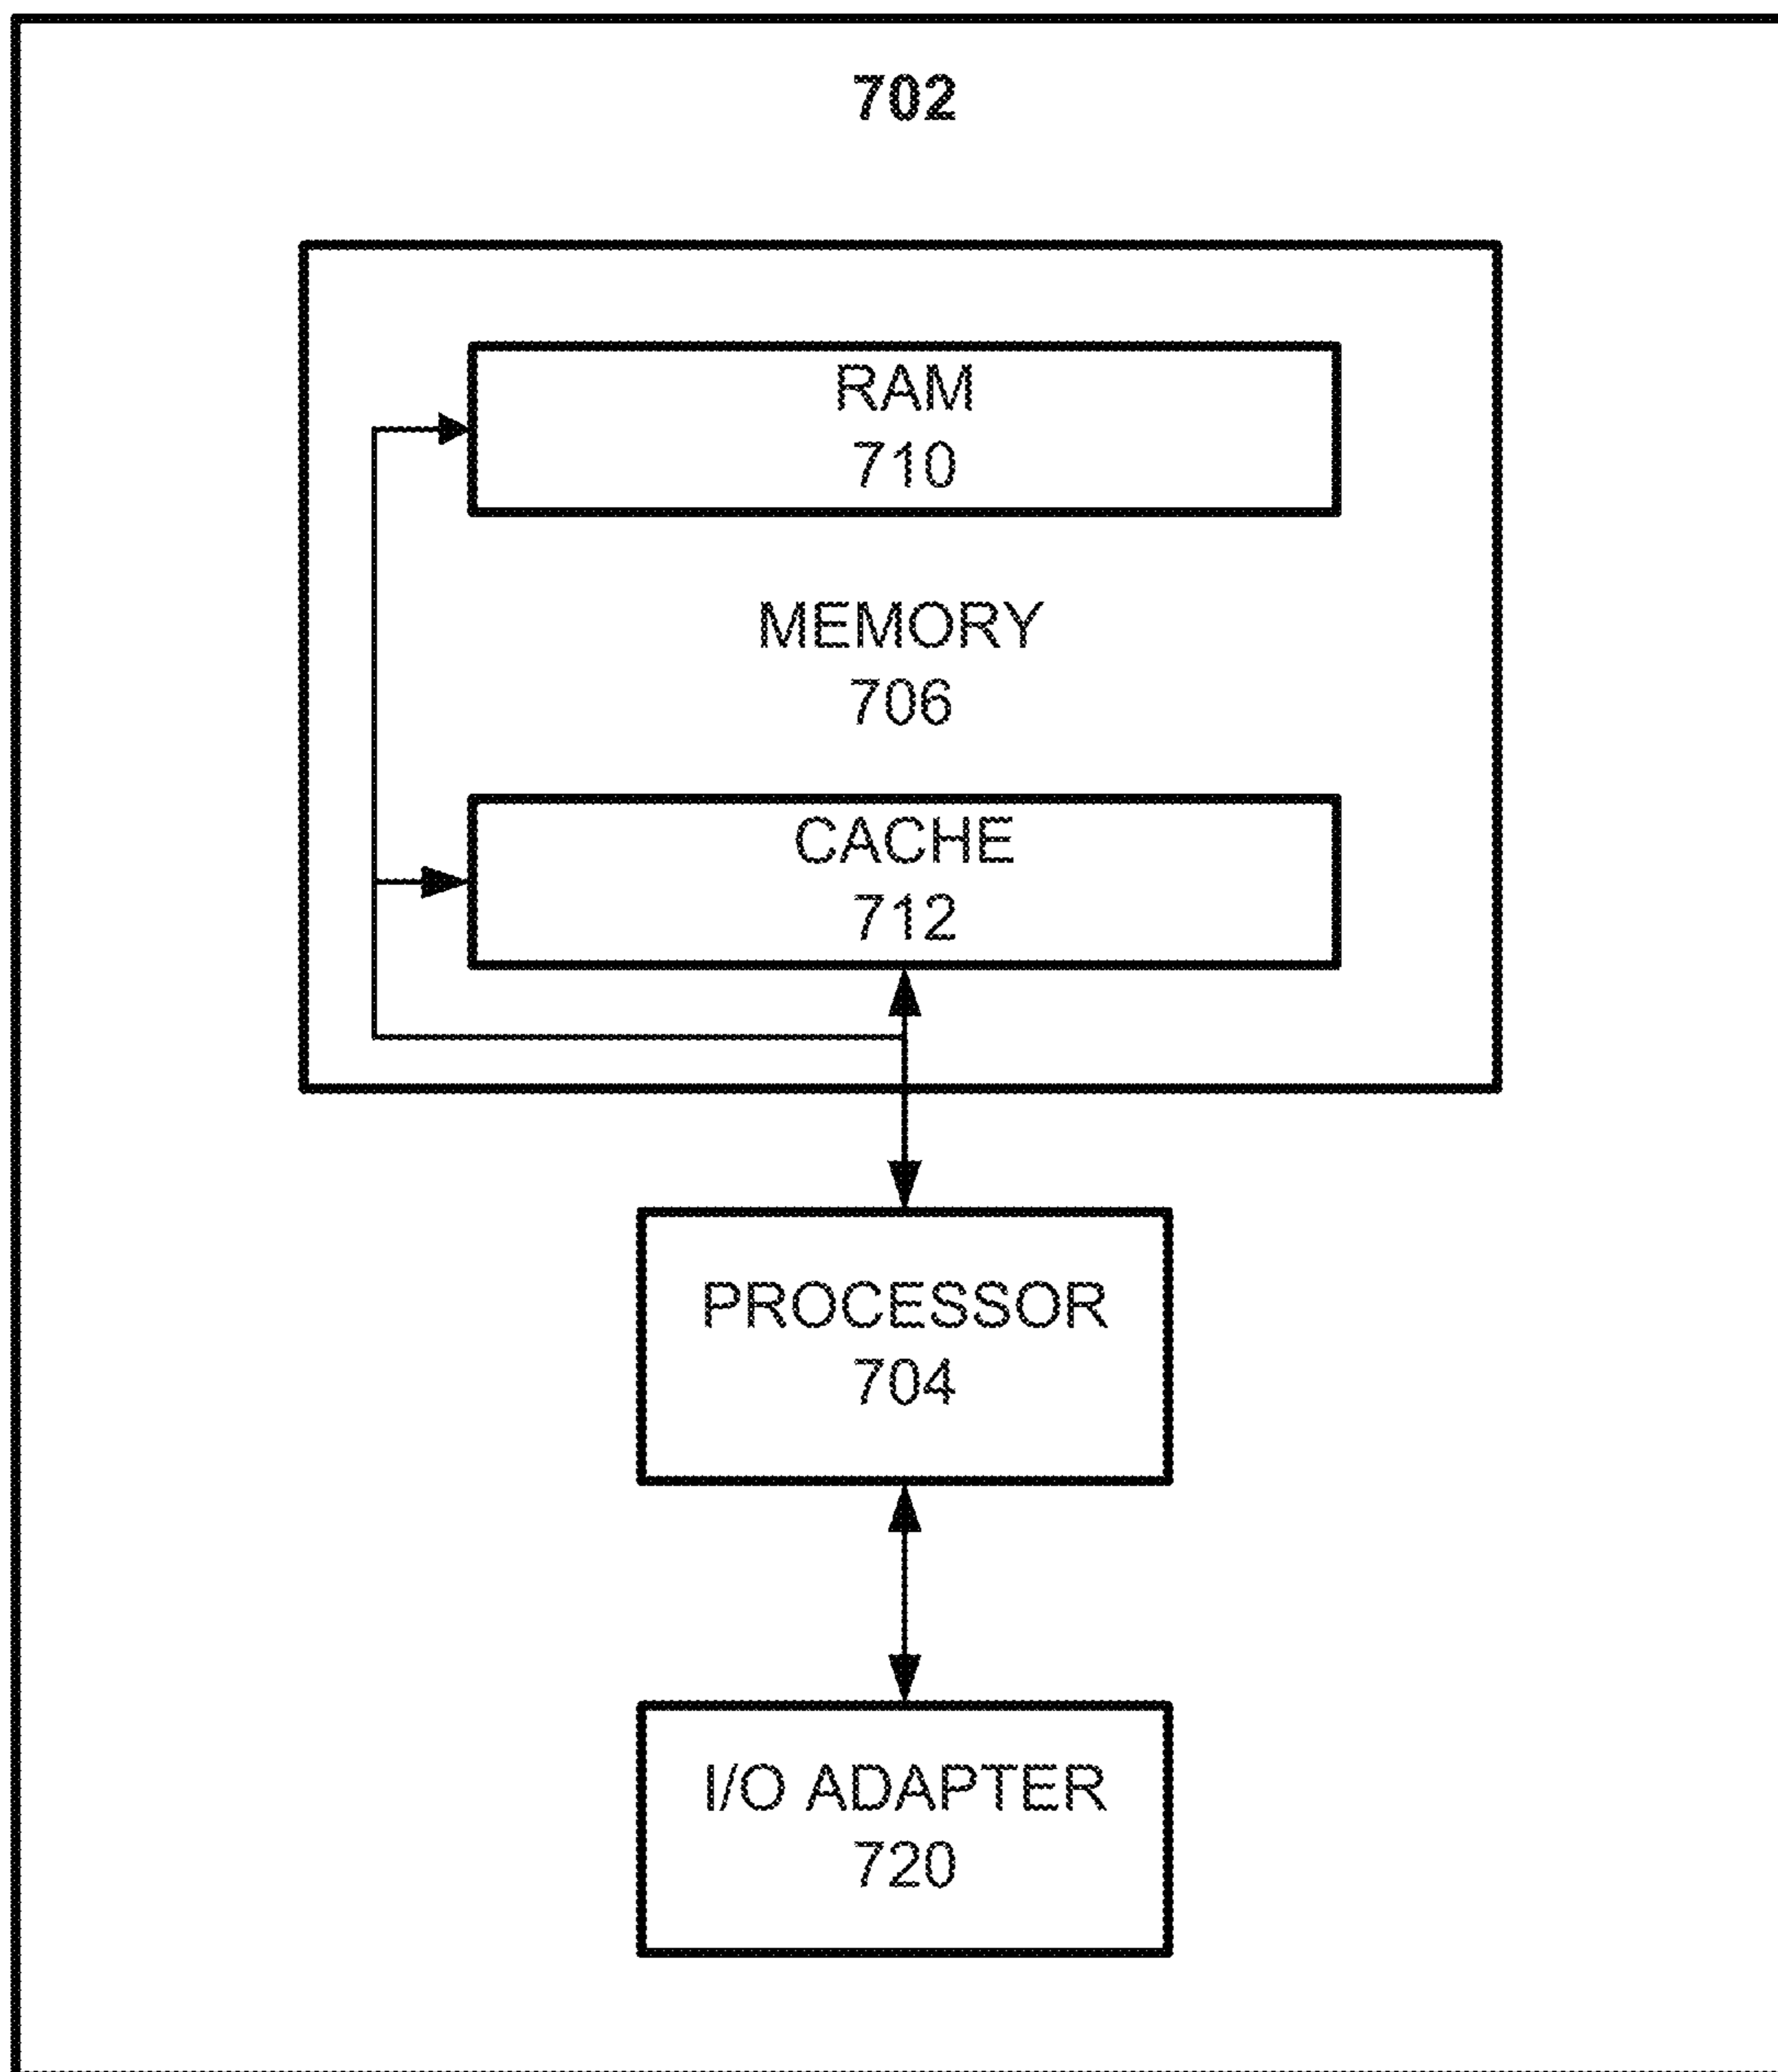 702
RAM
710
MEMORY
706
CACHE
712
PROCESSOR
704
I/O ADAPTER
720